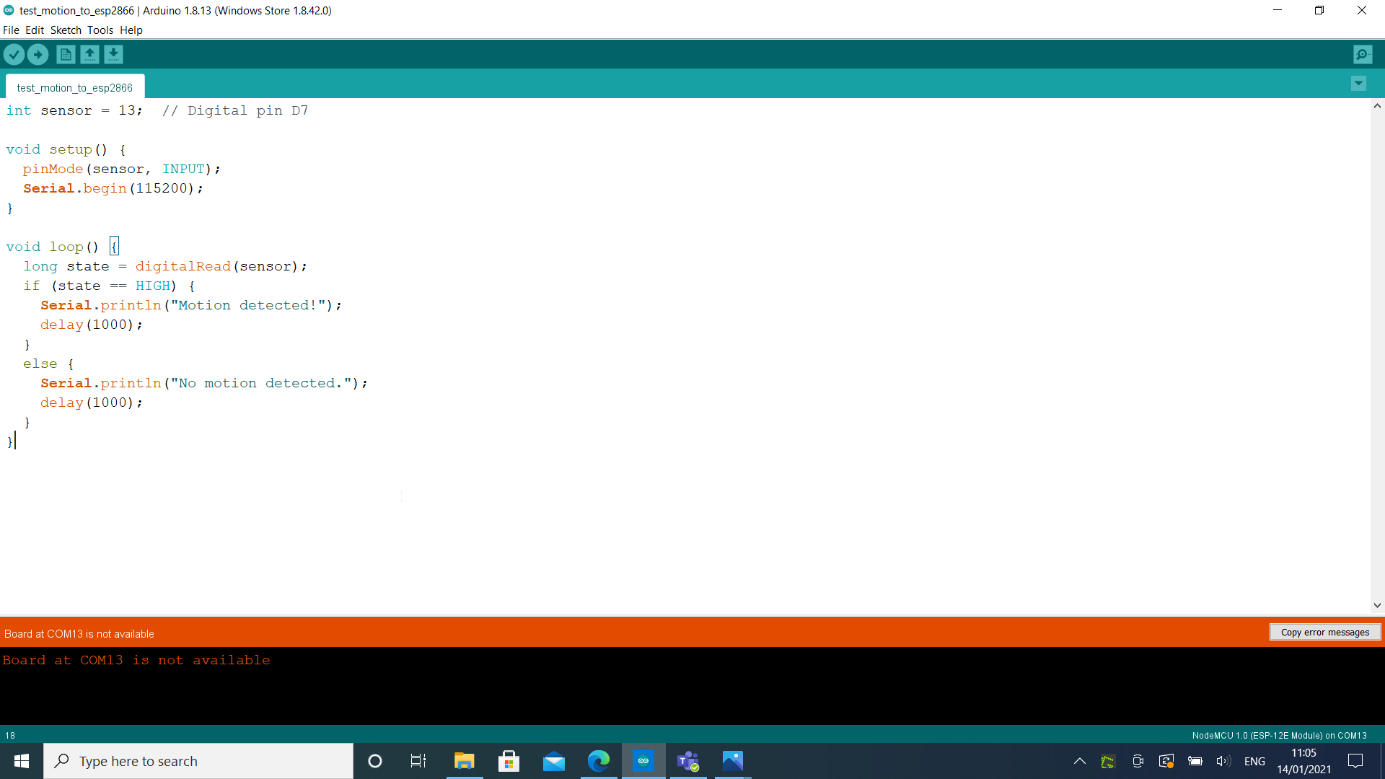 test_motion_to_esp2866 | Arduino 1.8.13 (Windows Store 1.8.42.0)
File Edit Sketch Tools Help
test_motion_to_esp2866
int sensor = 13;  // Digital pin D7
void setup() {
  pinMode(sensor, INPUT);
  Serial.begin(115200);
}
void loop() {
  long state = digitalRead(sensor);
  if (state == HIGH) {
    Serial.println("Motion detected!");
    delay(1000);
  }
  else {
    Serial.println("No motion detected.");
    delay(1000);
  }
}
Board at COM13 is not available
Copy error messages
Board at COM13 is not available
18
NodeMCU 1.0 (ESP-12E Module) on COM13
Type here to search
ENG
11:05
14/01/2021